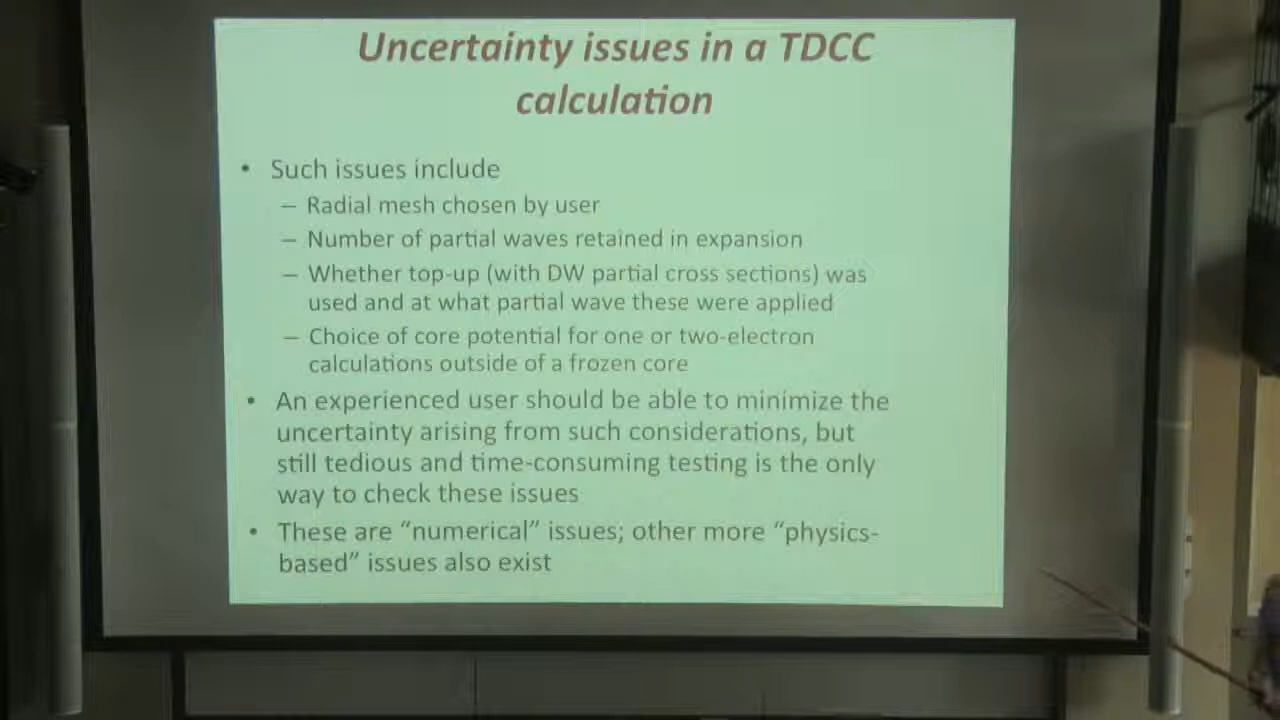 Uncertainty issues in a TDCC
calculation
• Such issues include
– Radial mesh chosen by user
– Number of partial waves retained in expansion
– Whether top-up (with DW partial cross sections) was
used and at what partial wave these were applied
– Choice of core potential for one or two-electron
calculations outside of a frozen core
• An experienced user should be able to minimize the
uncertainty arising from such considerations, but
still tedious and time-consuming testing is the only
way to check these issues
• These are “numerical” issues; other more “physics-
based” issues also exist